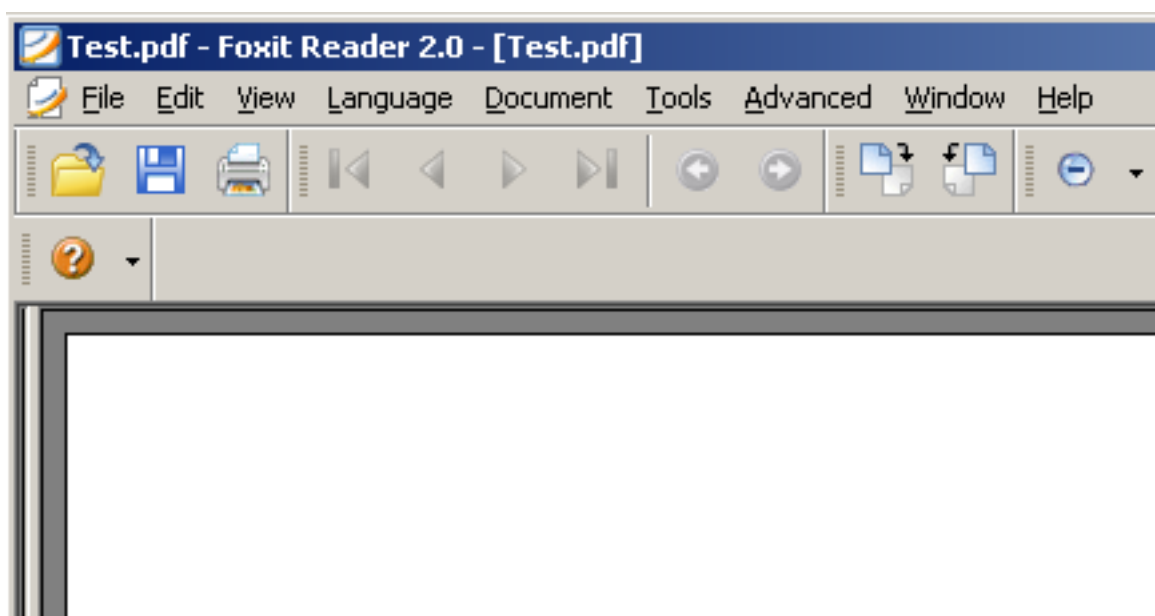 Test.pdf - Foxit Reader 2.0 - [Test.pdf]
File Edit View Language Document Tools Advanced Window Help